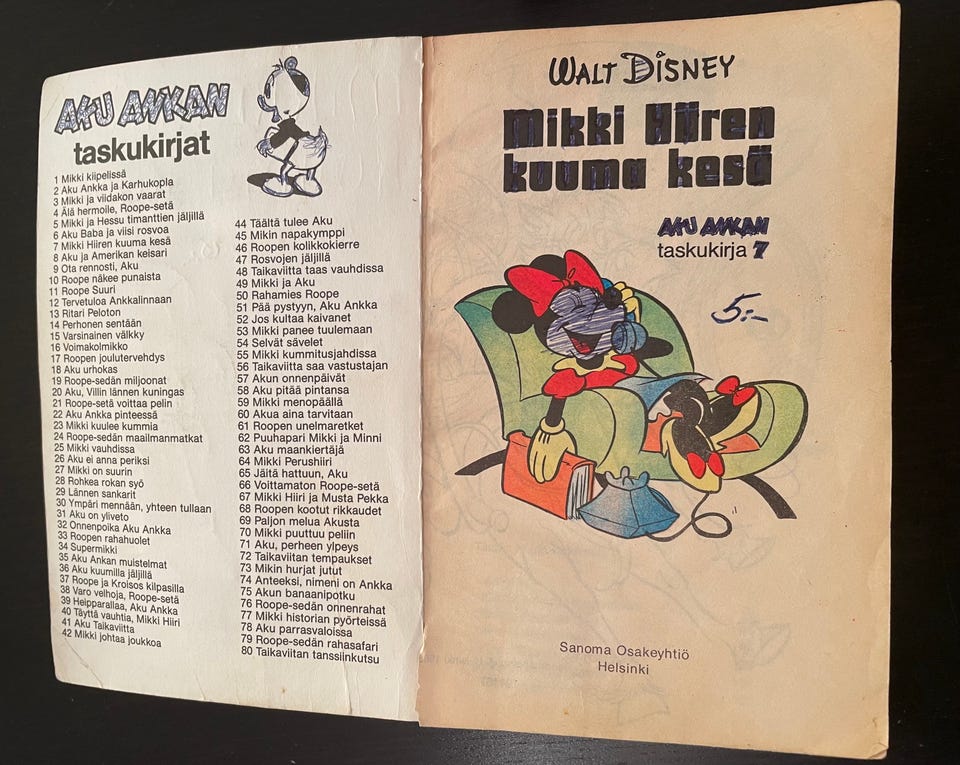 AKU ANKAN
taskukirjat
1 Mikki kiipelissä
2 Aku Ankka ja Karhukopla
3 Mikki ja viidakon vaarat
4 Älä hermoile, Roope-setä
5 Mikki ja Hessu timanttien jäljillä
6 Aku Baba ja viisi rosvoa
7 Mikki Hiiren kuuma kesä
8 Aku ja Amerikan keisari
9 Ota rennosti, Aku
10 Roope näkee punaista
11 Roope Suuri
12 Tervetuloa Ankkalinnaan
13 Ritari Peloton
14 Perhonen sentään
15 Varsinainen välkky
16 Voimakolmikko
17 Roopen joulutervehdys
18 Aku urhokas
19 Roope-sedän miljoonat
20 Aku, Villin lännen kuningas
21 Roope-setä voittaa pelin
22 Aku Ankka pinteessä
23 Mikki kuulee kummia
24 Roope-sedän maailmanmatkat
25 Mikki vauhdissa
26 Aku ei anna periksi
27 Mikki on suurin
28 Rohkea rokan syö
29 Lännen sankarit
30 Ympäri mennään, yhteen tullaan
31 Aku on yliveto
32 Onnenpoika Aku Ankka
33 Roopen rahahuolet
34 Supermikki
35 Aku Ankan muistelmat
36 Aku kuumilla jäljillä
37 Roope ja Kroisos kilpasilla
38 Varo velhoja, Roope-setä
39 Heipparallaa, Aku Ankka
40 Täyttä vauhtia, Mikki Hiiri
41 Aku Taikaviitta
42 Mikki johtaa joukkoa
44 Täältä tulee Aku
45 Mikin napakymppi
46 Roopen kolikkokierre
47 Rosvojen jäljillä
48 Taikaviitta taas vauhdissa
49 Mikki ja Aku
50 Rahamies Roope
51 Pää pystyyn, Aku Ankka
52 Jos kultaa kaivanet
53 Mikki panee tuulemaan
54 Selvät sävelet
55 Mikki kummitusjahdissa
56 Taikaviitta saa vastustajan
57 Akun onnenpäivät
58 Aku pitää pintansa
59 Mikki menopäällä
60 Akua aina tarvitaan
61 Roopen unelmaretket
62 Puuhapari Mikki ja Minni
63 Aku maankiertäjä
64 Mikki Perushiiri
65 Jäitä hattuun, Aku
66 Voittamaton Roope-setä
67 Mikki Hiiri ja Musta Pekka
68 Roopen kootut rikkaudet
69 Paljon melua Akusta
70 Mikki puuttuu peliin
71 Aku, perheen ylpeys
72 Taikaviitan tempaukset
73 Mikin hurjat jutut
74 Anteeksi, nimeni on Ankka
75 Akun banaanipotku
76 Roope-sedän onnenrahat
77 Mikki historian pyörteissä
78 Aku parrasvaloissa
79 Roope-sedän rahasafari
80 Taikaviitan tanssiinkutsu
WALT DISNEY
Mikki Hiiren
kuuma kesä
AKU ANKAN
taskukirja 7
5:-
Sanoma Osakeyhtiö
Helsinki